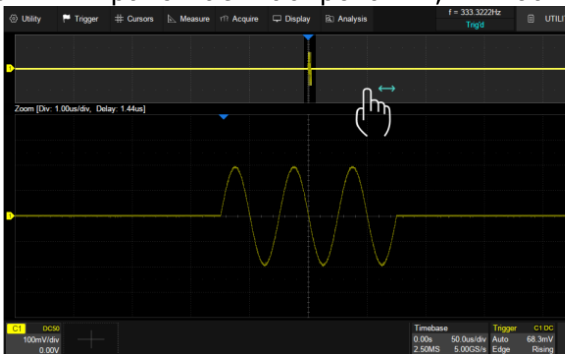 Utility Trigger Cursors Measure Acquire Display Analysis f = 333.3222Hz Trig'd UTILI
Zoom [Div: 1.00us/div, Delay: 1.44us]
C1 DC50 Timebase Trigger C1 DC
100mV/div 0.00s 50.0us/div Auto 68.3mV
0.00V 2.50MS 5.00GS/s Edge Rising